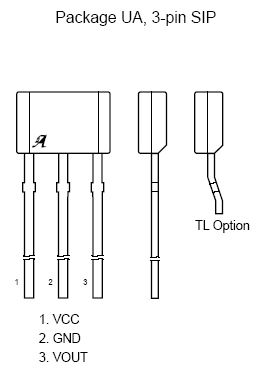 Package UA, 3-pin SIP
A
TL Option
1 2 3
1. VCC
2. GND
3. VOUT